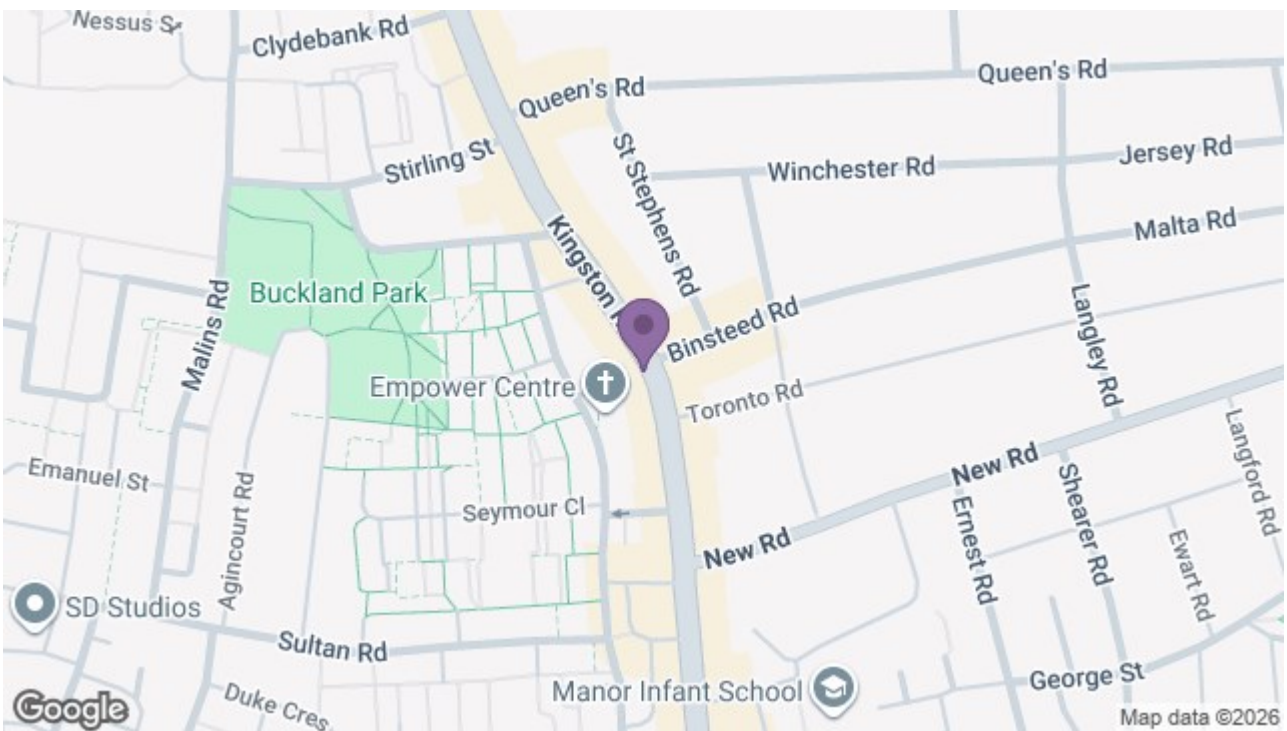 Nessus S
Clydebank Rd
Queen's Rd
Queen's Rd
Stirling St
St Stephens Rd
Winchester Rd
Jersey Rd
Malta Rd
Kingston
Buckland Park
Malins Rd
Binsteed Rd
Langley Rd
Empower Centre
Toronto Rd
Emanuel St
Agincourt Rd
Seymour Cl
New Rd
New Rd
Langford Rd
Ernest Rd
Shearer Rd
Ewart Rd
SD Studios
Sultan Rd
Duke Cres
Manor Infant School
George St
Google
Map data ©2026